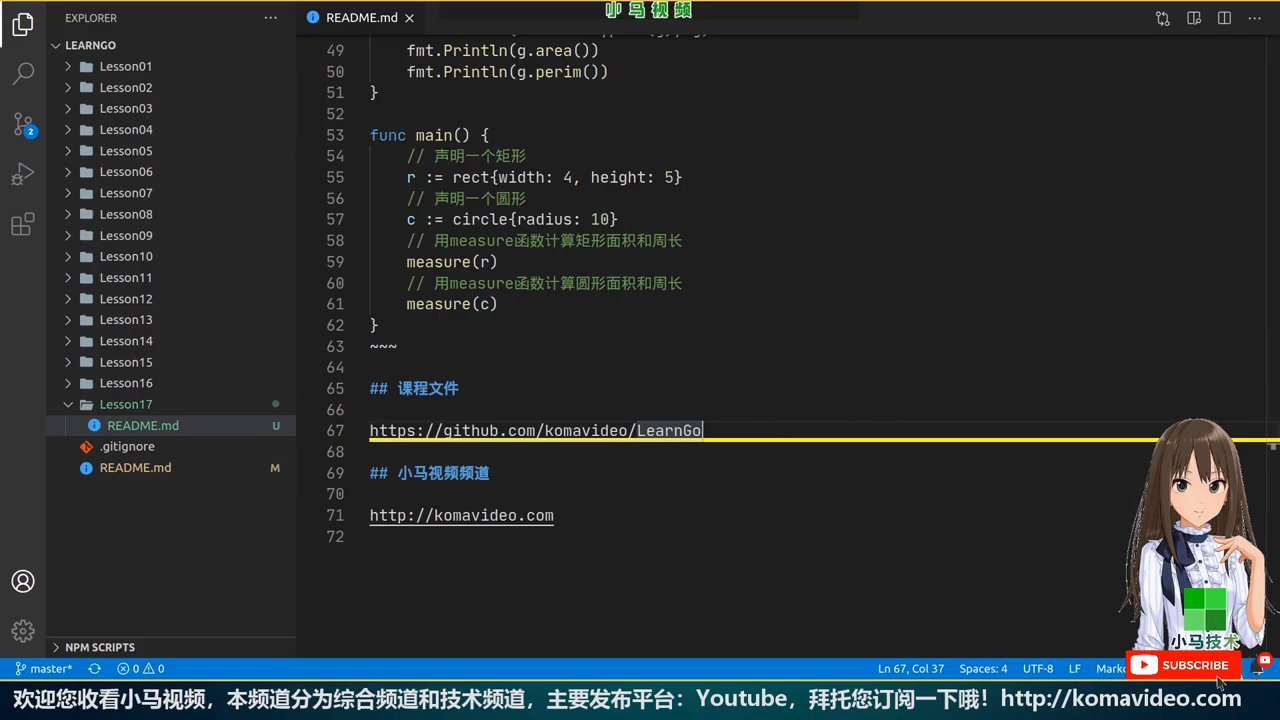 小马视频
EXPLORER
README.md
LEARNGO
Lesson01
Lesson02
Lesson03
Lesson04
Lesson05
Lesson06
Lesson07
Lesson08
Lesson09
Lesson10
Lesson11
Lesson12
Lesson13
Lesson14
Lesson15
Lesson16
Lesson17
README.md U
.gitignore
README.md M
NPM SCRIPTS
2
49 fmt.Println(g.area())
50 fmt.Println(g.perim())
51 }
52
53 func main() {
54 // 声明一个矩形
55 r := rect{width: 4, height: 5}
56 // 声明一个圆形
57 c := circle{radius: 10}
58 // 用measure函数计算矩形面积和周长
59 measure(r)
60 // 用measure函数计算圆形面积和周长
61 measure(c)
62 }
63 ~~~
64
65 ## 课程文件
66
67 https://github.com/komavideo/LearnGo
68
69 ## 小马视频频道
70
71 http://komavideo.com
72
小马技术
SUBSCRIBE
master* 0 0 Ln 67, Col 37 Spaces: 4 UTF-8 LF Marko
欢迎您收看小马视频，本频道分为综合频道和技术频道，主要发布平台：Youtube，拜托您订阅一下哦！http://komavideo.com